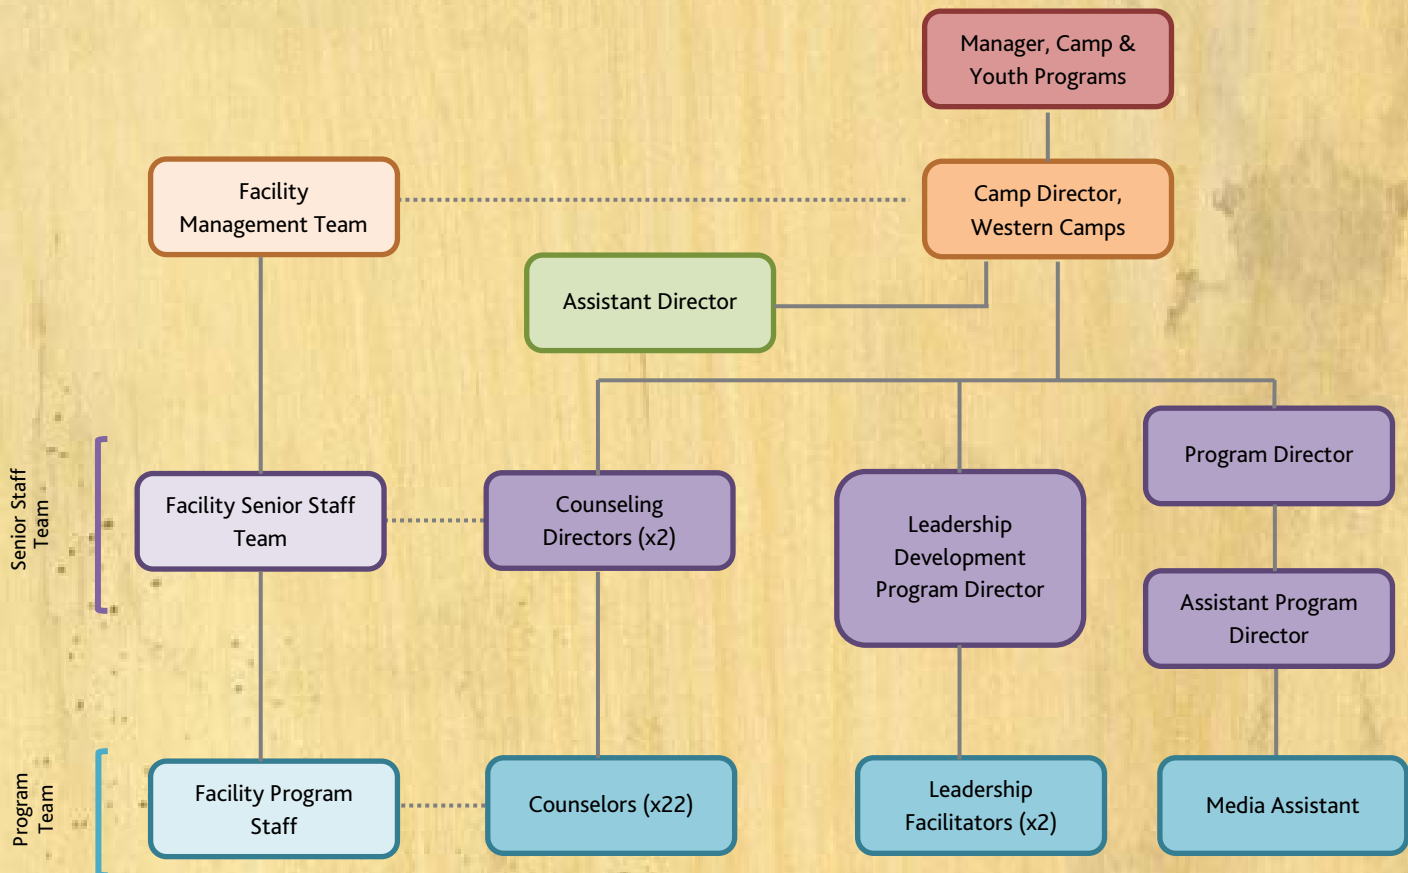 Manager, Camp &
Youth Programs
Facility
Management Team
Camp Director,
Western Camps
Assistant Director
Senior Staff
Team
Facility Senior Staff
Team
Counseling
Directors (x2)
Leadership
Development
Program Director
Program Director
Assistant Program
Director
Program
Team
Facility Program
Staff
Counselors (x22)
Leadership
Facilitators (x2)
Media Assistant